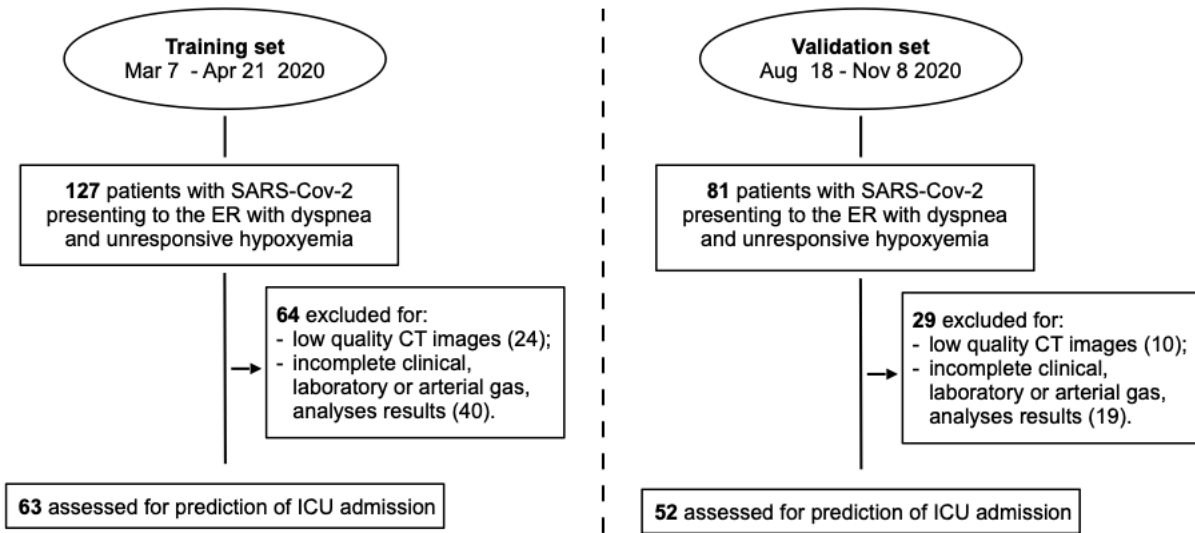 Training set
Mar 7 - Apr 21 2020
127 patients with SARS-Cov-2
presenting to the ER with dyspnea
and unresponsive hypoxyemia
64 excluded for:
- low quality CT images (24);
- incomplete clinical,
laboratory or arterial gas,
analyses results (40).
63 assessed for prediction of ICU admission
Validation set
Aug 18 - Nov 8 2020
81 patients with SARS-Cov-2
presenting to the ER with dyspnea
and unresponsive hypoxyemia
29 excluded for:
- low quality CT images (10);
- incomplete clinical,
laboratory or arterial gas,
analyses results (19).
52 assessed for prediction of ICU admission